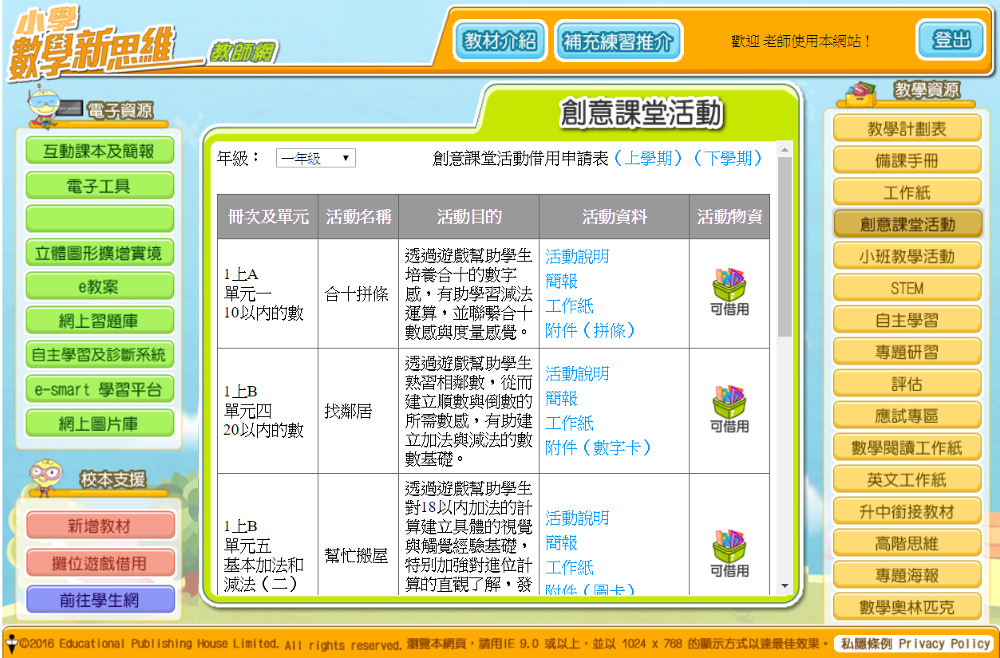 小學
數學新思維
教師網
教材介紹
補充練習推介
歡迎 老師使用本網站！
登出
電子資源
互動課本及簡報
電子工具
立體圖形擴增實境
e教案
網上習題庫
自主學習及診斷系統
e-smart 學習平台
網上圖片庫
校本支援
新增教材
攤位遊戲借用
前往學生網
創意課堂活動
年級：
一年級
創意課堂活動借用申請表（上學期）（下學期）
冊次及單元
活動名稱
活動目的
活動資料
活動物資
1上A
單元一
10以內的數
合十拼條
透過遊戲幫助學生
培養合十的數字
感，有助學習減法
運算，並聯繫合十
數感與度量感覺。
活動說明
簡報
工作紙
附件（拼條）
可借用
1上B
單元四
20以內的數
找鄰居
透過遊戲幫助學生
熟習相鄰數，從而
建立順數與倒數的
所需數感，有助建
立加法與減法的數
數基礎。
活動說明
簡報
工作紙
附件（數字卡）
可借用
1上B
單元五
基本加法和
減法（二）
幫忙搬屋
透過遊戲幫助學生
對18以內加法的計
算建立具體的視覺
與觸覺經驗基礎，
特別加強對進位計
算的直觀了解，發
活動說明
簡報
工作紙
附件（圖卡）
可借用
教學資源
教學計劃表
備課手冊
工作紙
創意課堂活動
小班教學活動
STEM
自主學習
專題研習
評估
應試專區
數學閱讀工作紙
英文工作紙
升中銜接教材
高階思維
專題海報
數學奧林匹克
©2016 Educational Publishing House Limited. All rights reserved. 瀏覽本網頁，請用IE 9.0 或以上，並以 1024 x 768 的顯示方式以達最佳效果。 私隱條例 Privacy Policy